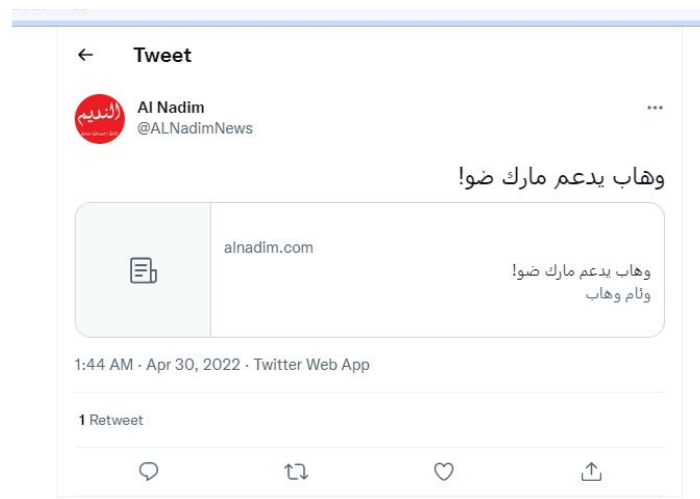 Tweet
النديم
Al Nadim
@ALNadimNews
وهاب يدعم مارك ضو!
alnadim.com
وهاب يدعم مارك ضو!
وئام وهاب
1:44 AM · Apr 30, 2022 · Twitter Web App
1 Retweet